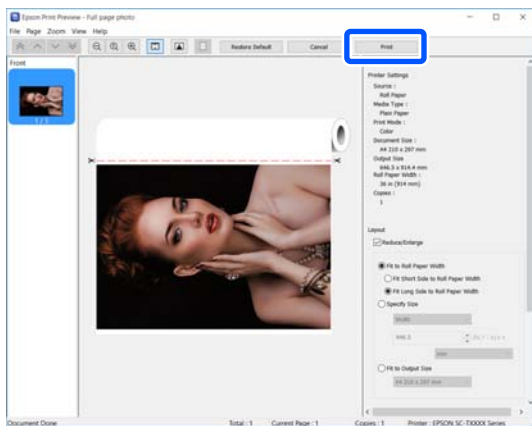 Epson Print Preview - Full page photo
File Page Zoom View Help
Restore Default Cancel Print
Front
1 / 1
Printer Settings
Source :
Roll Paper
Media Type :
Plain Paper
Print Mode :
Color
Document Size :
A4 210 x 297 mm
Output Size
646.5 x 914.4 mm
Roll Paper Width :
36 in (914 mm)
Copies :
1
Layout
Reduce/Enlarge
Fit to Roll Paper Width
Fit Short Side to Roll Paper Width
Fit Long Side to Roll Paper Width
Specify Size
Width
646.5
mm
Fit to Output Size
A4 210 x 297 mm
Document Done Total : 1 Current Page : 1 Copies : 1 Printer : EPSON SC-TXXXX Series